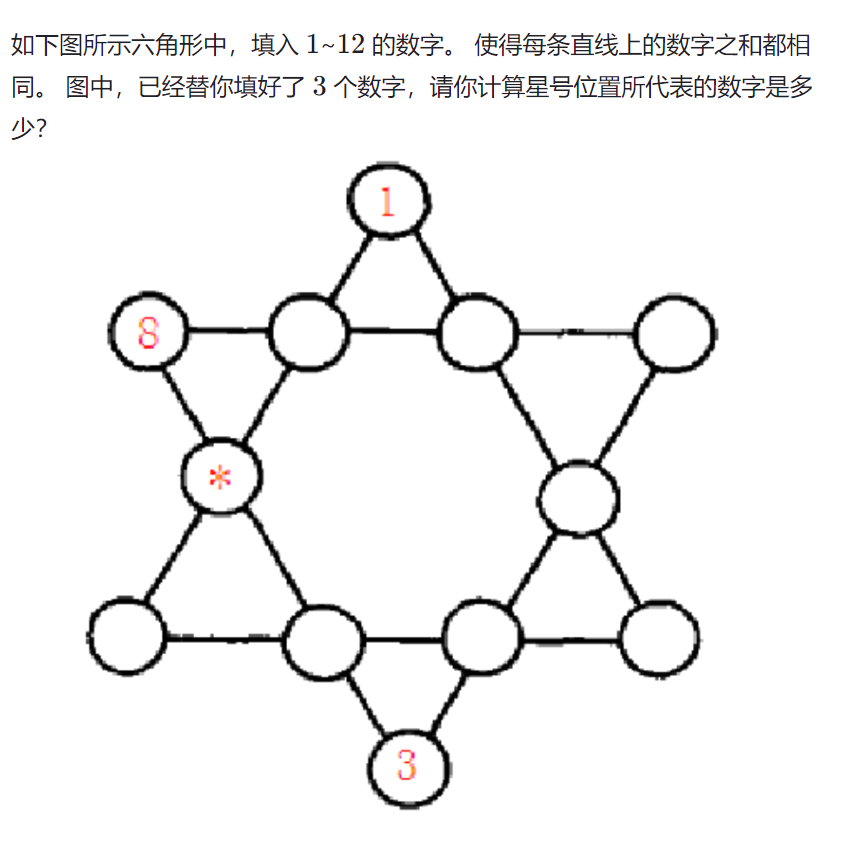 如下图所示六角形中，填入 1~12 的数字。 使得每条直线上的数字之和都相
同。 图中，已经替你填好了 3 个数字，请你计算星号位置所代表的数字是多
少?
1
8
*
3